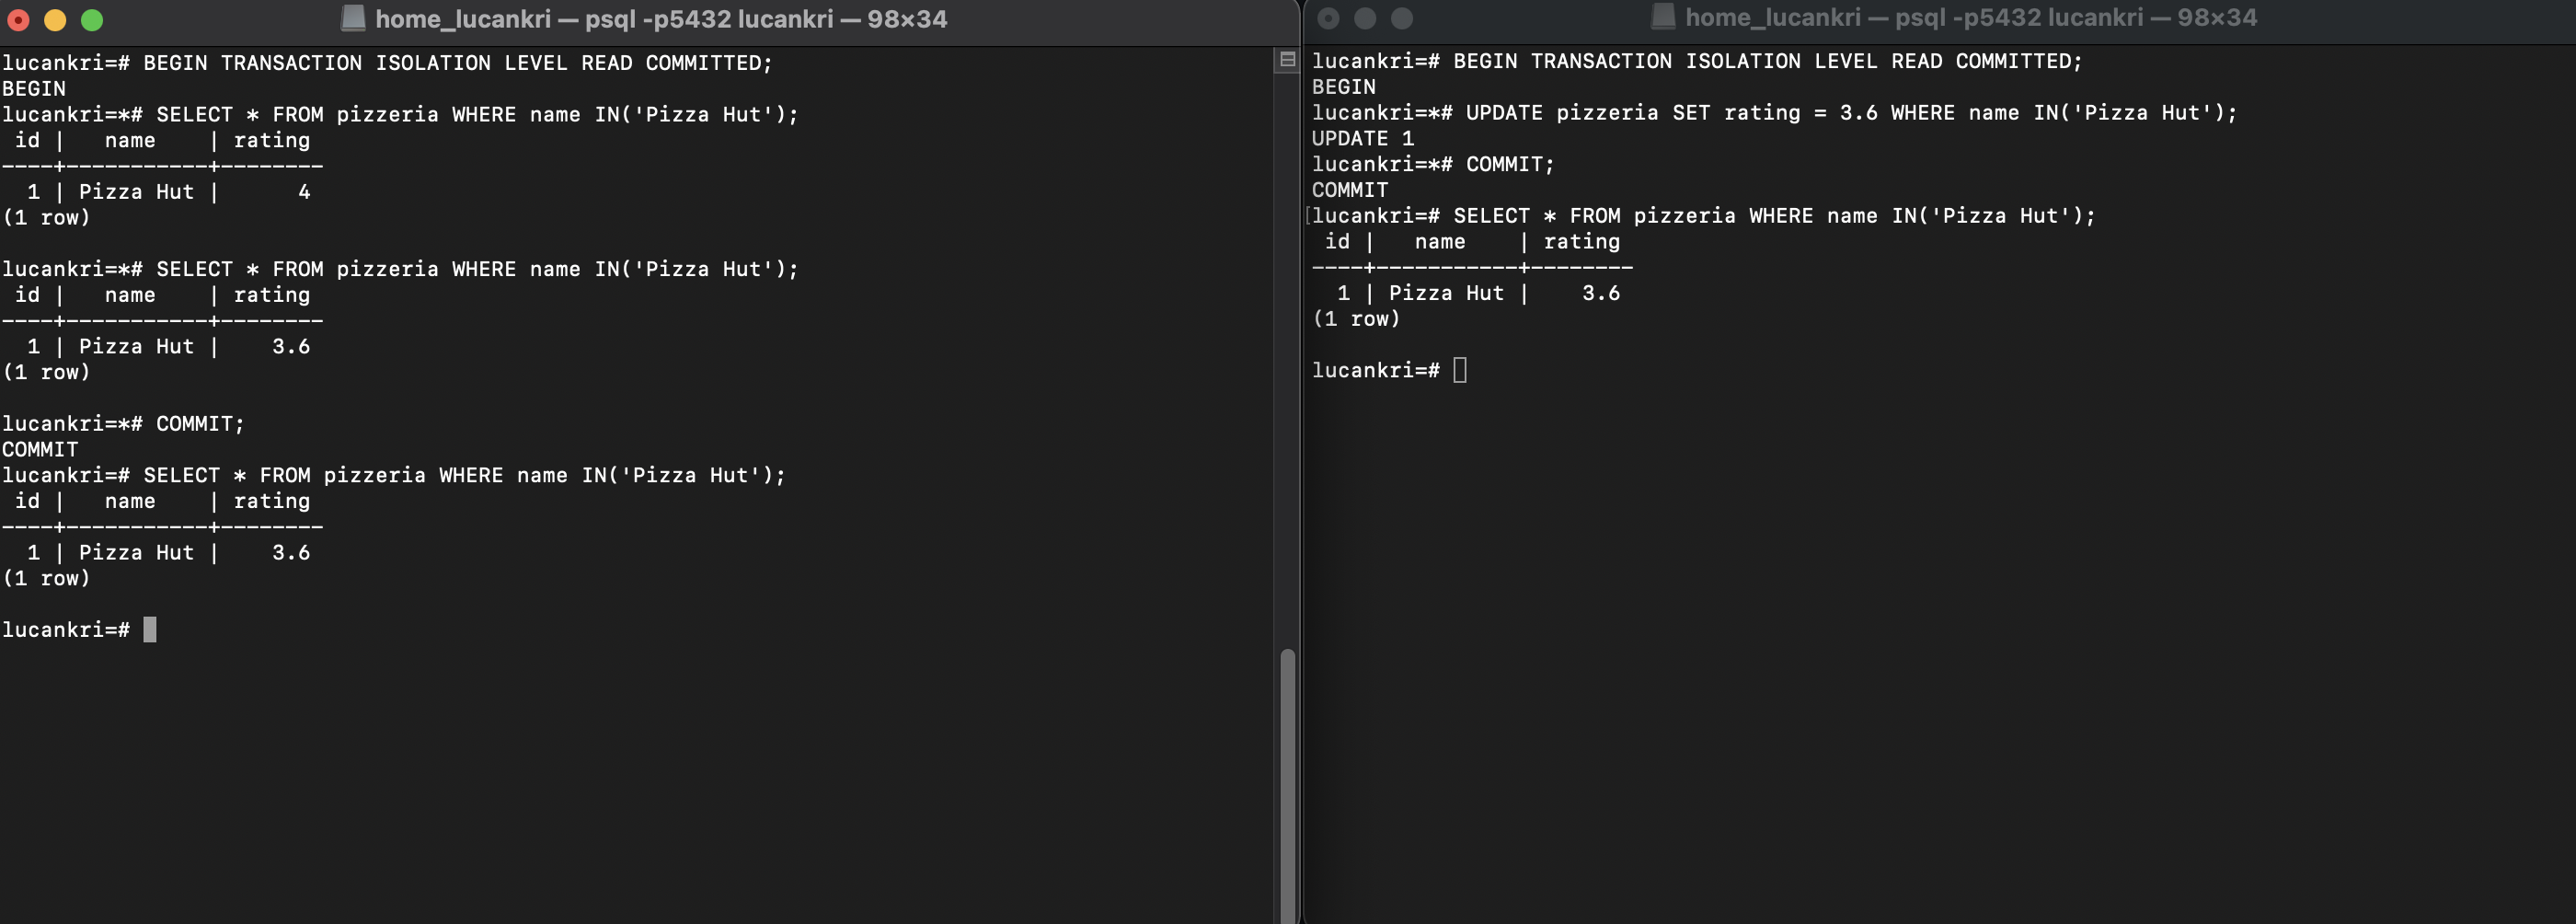 home_lucankri — psql -p5432 lucankri — 98×34
lucankri=# BEGIN TRANSACTION ISOLATION LEVEL READ COMMITTED;
BEGIN
lucankri=*# SELECT * FROM pizzeria WHERE name IN('Pizza Hut');
 id |   name    | rating
----+-----------+--------
  1 | Pizza Hut |      4
(1 row)

lucankri=*# SELECT * FROM pizzeria WHERE name IN('Pizza Hut');
 id |   name    | rating
----+-----------+--------
  1 | Pizza Hut |    3.6
(1 row)

lucankri=*# COMMIT;
COMMIT
lucankri=# SELECT * FROM pizzeria WHERE name IN('Pizza Hut');
 id |   name    | rating
----+-----------+--------
  1 | Pizza Hut |    3.6
(1 row)

lucankri=#
home_lucankri — psql -p5432 lucankri — 98×34
lucankri=# BEGIN TRANSACTION ISOLATION LEVEL READ COMMITTED;
BEGIN
lucankri=*# UPDATE pizzeria SET rating = 3.6 WHERE name IN('Pizza Hut');
UPDATE 1
lucankri=*# COMMIT;
COMMIT
[lucankri=# SELECT * FROM pizzeria WHERE name IN('Pizza Hut');
 id |   name    | rating
----+-----------+--------
  1 | Pizza Hut |    3.6
(1 row)

lucankri=#